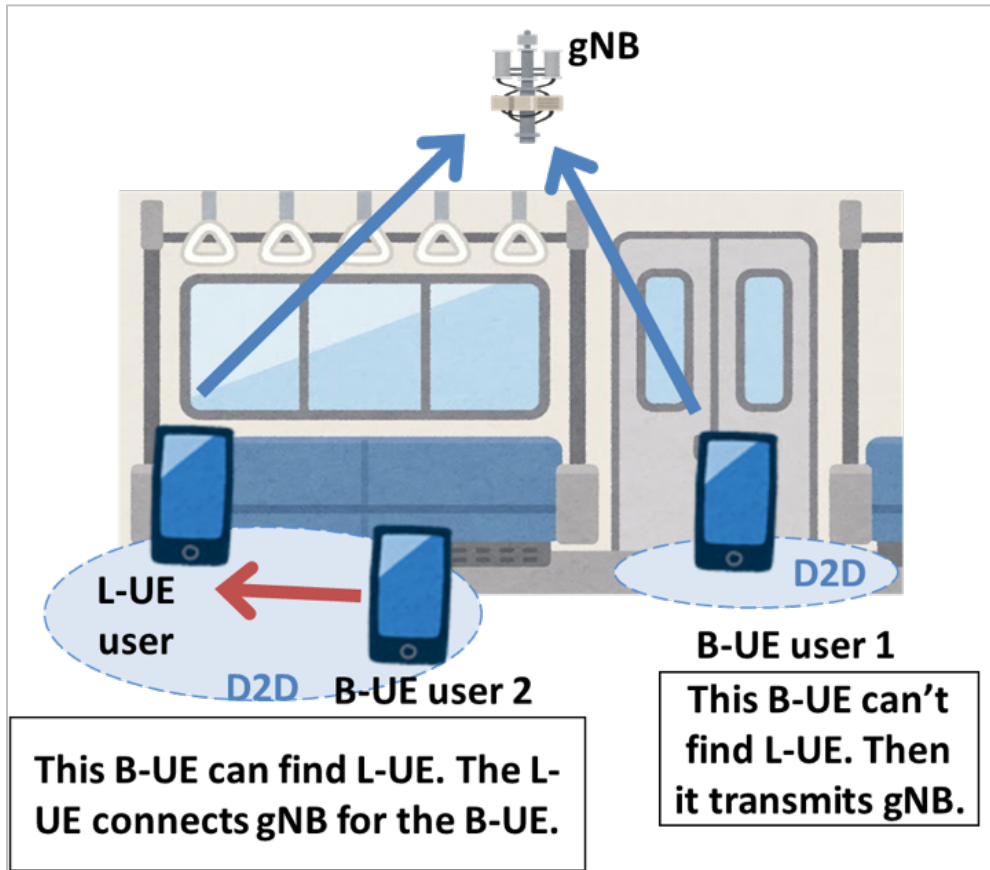 gNB
L-UE
user
D2D
B-UE user 2
D2D
B-UE user 1
This B-UE can find L-UE. The L-
UE connects gNB for the B-UE.
This B-UE can't
find L-UE. Then
it transmits gNB.